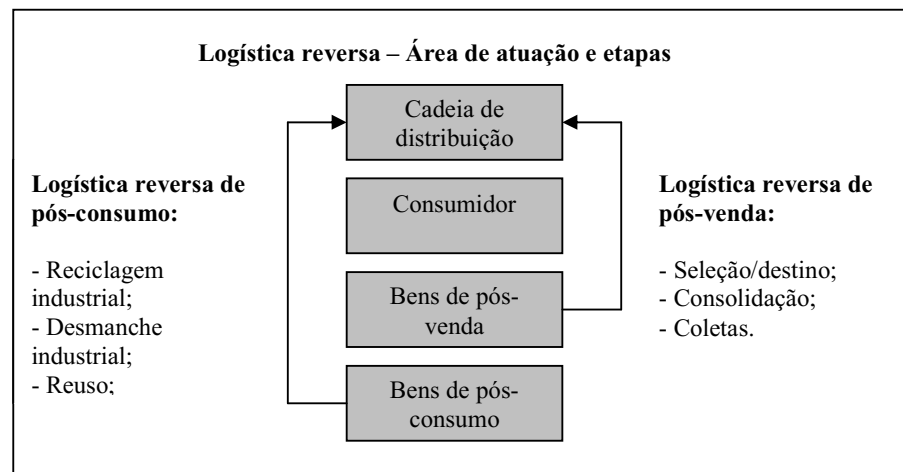 Logística reversa – Área de atuação e etapas
Cadeia de
distribuição
Logística reversa de
pós-consumo:
- Reciclagem
industrial;
- Desmanche
industrial;
- Reuso;
Consumidor
Bens de pós-
venda
Bens de pós-
consumo
Logística reversa de
pós-venda:
- Seleção/destino;
- Consolidação;
- Coletas.